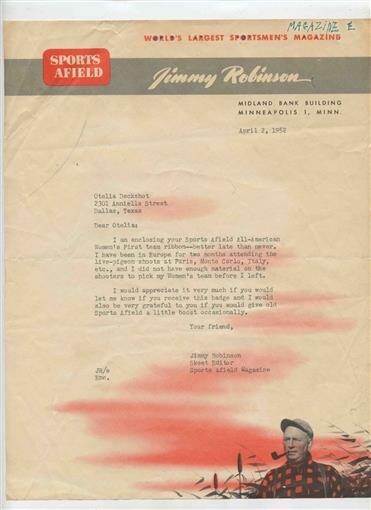 MAGAZINE E
WORLD'S LARGEST SPORTSMEN'S MAGAZINE
SPORTS
AFIELD
Jimmy Robinson
MIDLAND BANK BUILDING
MINNEAPOLIS 1, MINN.
April 2, 1952
Otelia Deckshot
2301 Anniells Street
Dallas, Texas
Dear Otelia:
I am enclosing your Sports Afield All-American
Women's First team ribbon--better late than never.
I have been in Europe for two months attending the
live-pigeon shoots at Paris, Monte Carlo, Italy,
etc., and I did not have enough material on the
shooters to pick my Women's team before I left.
I would appreciate it very much if you would
let me know if you receive this badge and I would
also be very grateful to you if you would give old
Sports Afield a little boost occasionally.
Your friend,
Jimmy Robinson
Skeet Editor
JR/e Sports Afield Magazine
Enc.